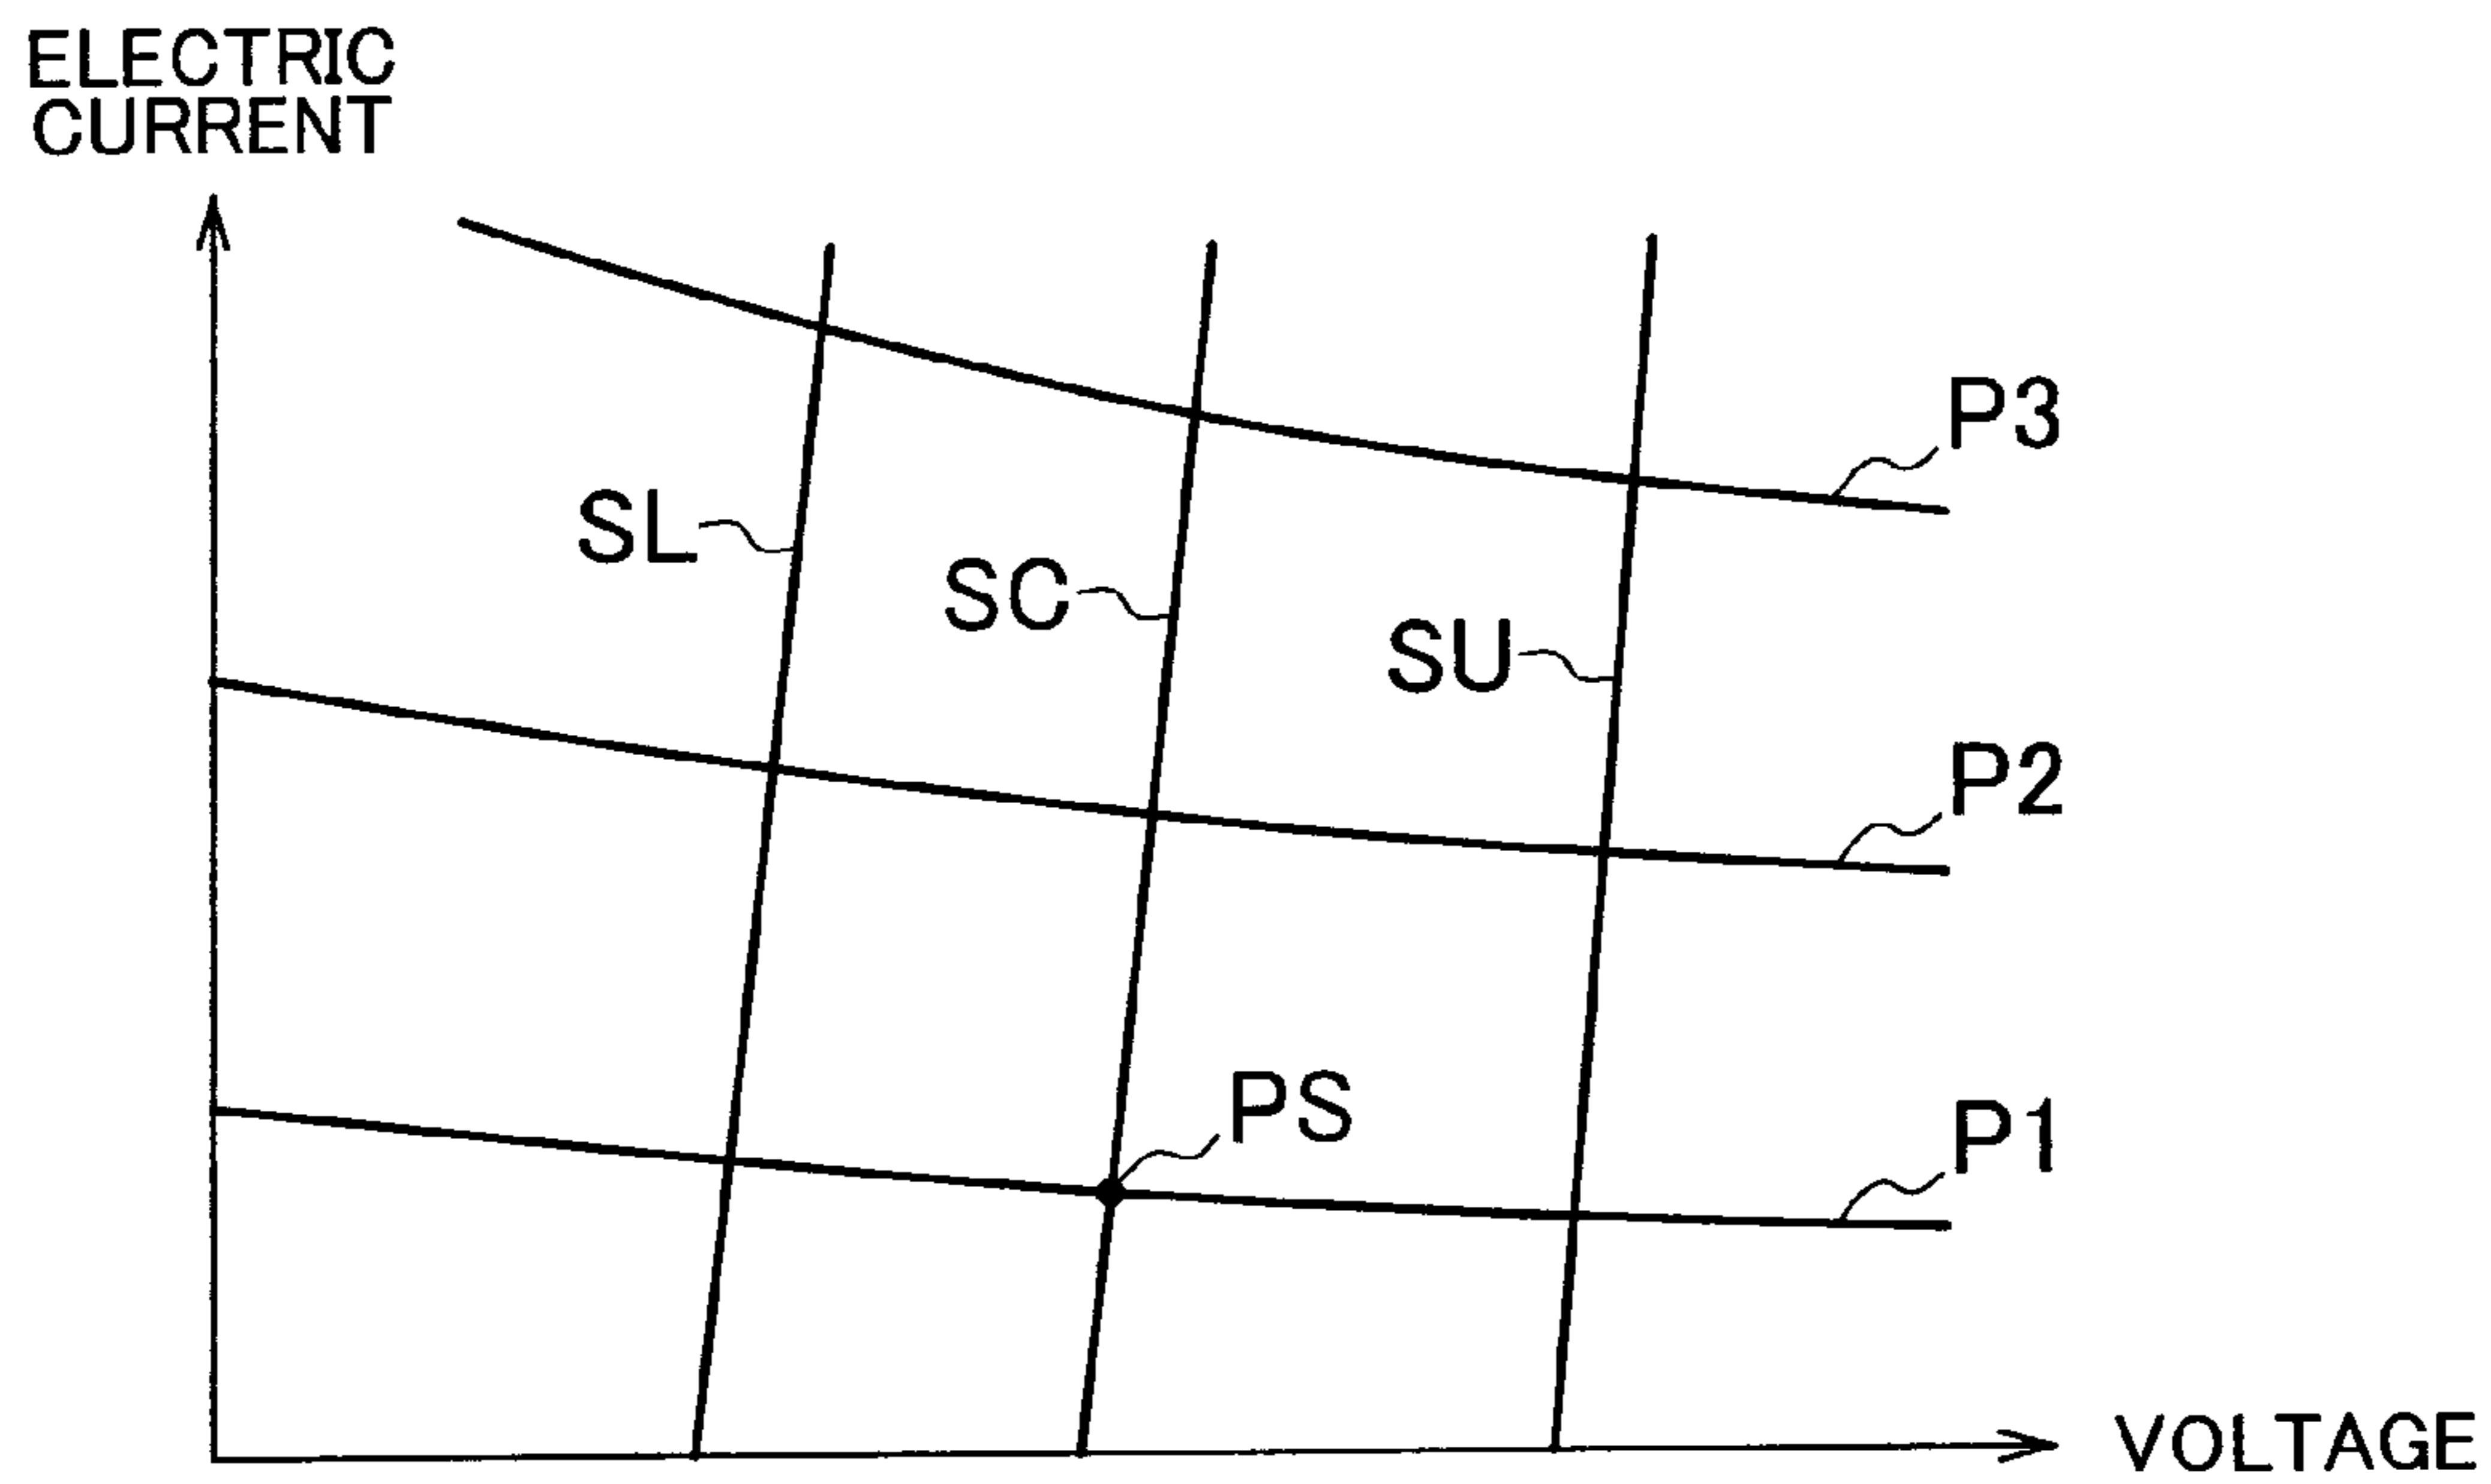 ELECTRIC
CURRENT
P3
SL
SC
SU
P2
PS
P1
VOLTAGE